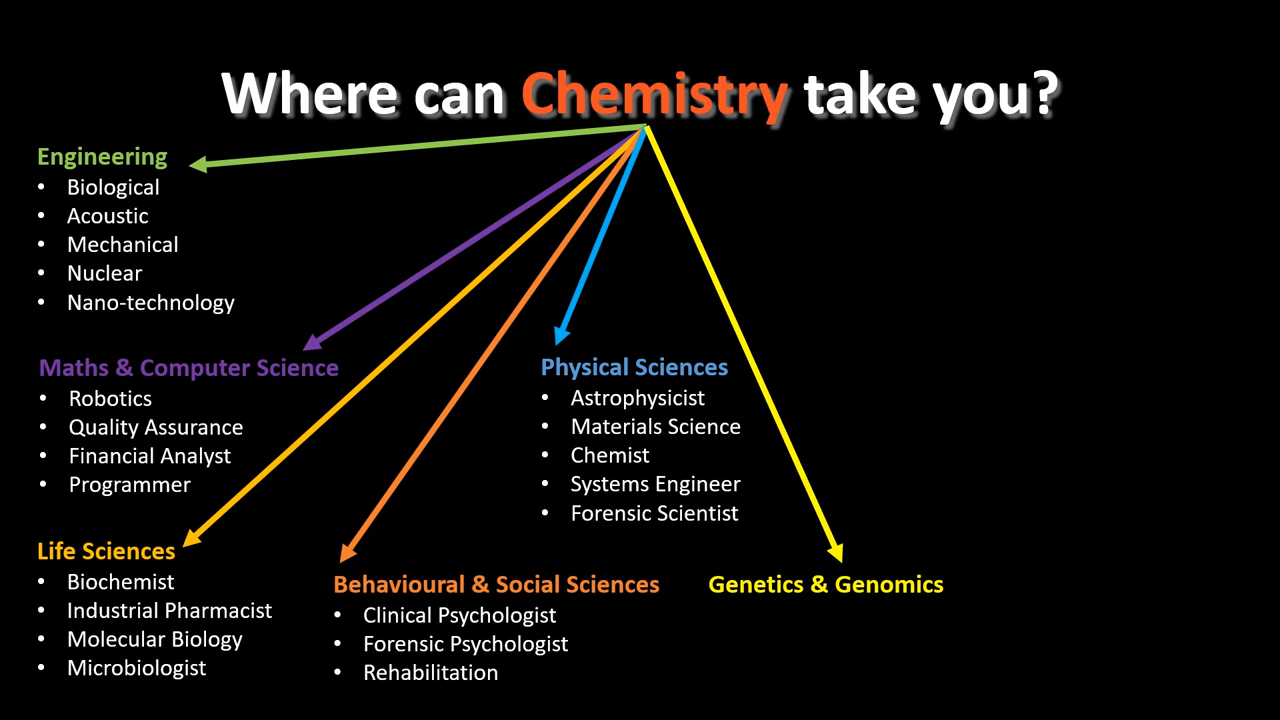 Where can Chemistry take you?
Engineering
• Biological
• Acoustic
• Mechanical
• Nuclear
• Nano-technology
Maths & Computer Science
• Robotics
• Quality Assurance
• Financial Analyst
• Programmer
Physical Sciences
• Astrophysicist
• Materials Science
• Chemist
• Systems Engineer
• Forensic Scientist
Life Sciences
• Biochemist
• Industrial Pharmacist
• Molecular Biology
• Microbiologist
Behavioural & Social Sciences
• Clinical Psychologist
• Forensic Psychologist
• Rehabilitation
Genetics & Genomics